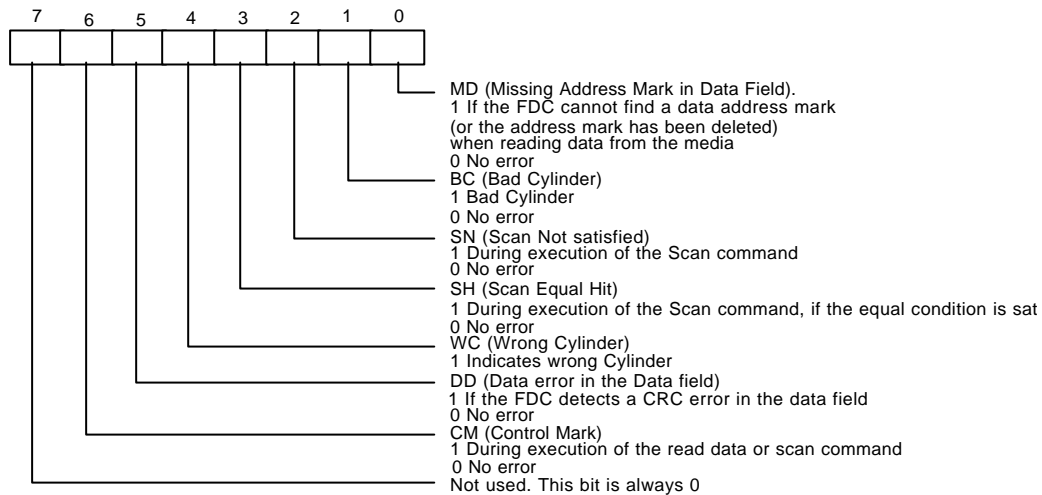 7 6 5 4 3 2 1 0
MD (Missing Address Mark in Data Field).
1 If the FDC cannot find a data address mark
(or the address mark has been deleted)
when reading data from the media
0 No error
BC (Bad Cylinder)
1 Bad Cylinder
0 No error
SN (Scan Not satisfied)
1 During execution of the Scan command
0 No error
SH (Scan Equal Hit)
1 During execution of the Scan command, if the equal condition is sat
0 No error
WC (Wrong Cylinder)
1 Indicates wrong Cylinder
DD (Data error in the Data field)
1 If the FDC detects a CRC error in the data field
0 No error
CM (Control Mark)
1 During execution of the read data or scan command
0 No error
Not used. This bit is always 0